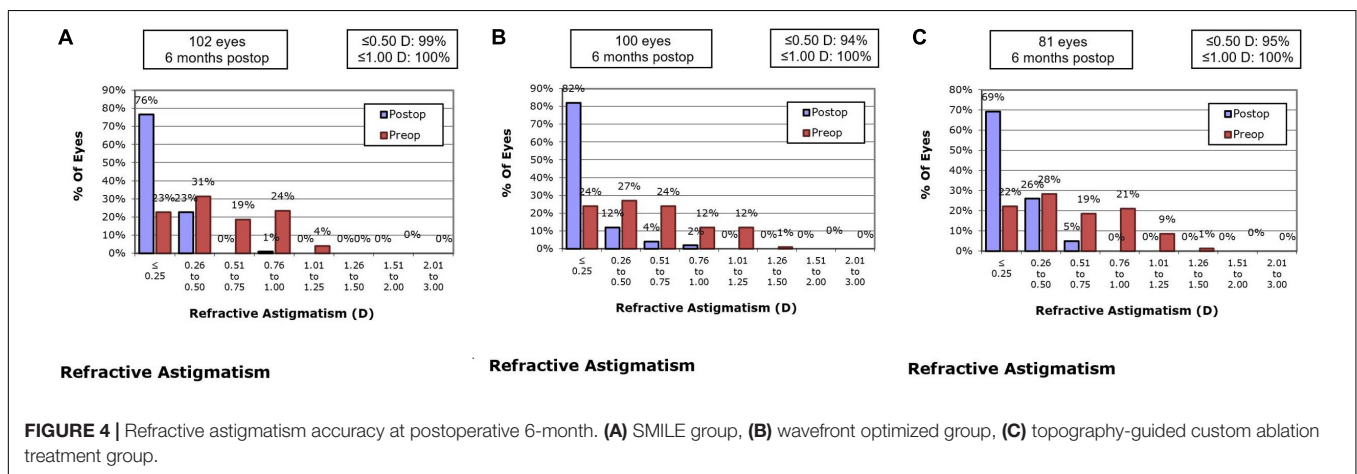 A
102 eyes
6 months postop
≤0.50 D: 99%
≤1.00 D: 100%
90%
80%
70%
60%
50%
40%
30%
20%
10%
0%
% Of Eyes
Postop
Preop
76%
23%
23%
31%
0%
19%
1%
24%
0%
4%
0%
0%
0%
0%
0%
≤ 0.25
0.26 to 0.50
0.51 to 0.75
0.76 to 1.00
1.01 to 1.25
1.26 to 1.50
1.51 to 2.00
2.01 to 3.00
Refractive Astigmatism (D)
Refractive Astigmatism
B
100 eyes
6 months postop
≤0.50 D: 94%
≤1.00 D: 100%
90%
80%
70%
60%
50%
40%
30%
20%
10%
0%
% Of Eyes
Postop
Preop
82%
24%
12%
27%
4%
24%
2%
12%
0%
12%
0%
1%
0%
0%
0%
≤ 0.25
0.26 to 0.50
0.51 to 0.75
0.76 to 1.00
1.01 to 1.25
1.26 to 1.50
1.51 to 2.00
2.01 to 3.00
Refractive Astigmatism (D)
Refractive Astigmatism
C
81 eyes
6 months postop
≤0.50 D: 95%
≤1.00 D: 100%
80%
70%
60%
50%
40%
30%
20%
10%
0%
% Of Eyes
Postop
Preop
69%
22%
26%
28%
5%
19%
0%
21%
0%
9%
0%
1%
0%
0%
0%
≤ 0.25
0.26 to 0.50
0.51 to 0.75
0.76 to 1.00
1.01 to 1.25
1.26 to 1.50
1.51 to 2.00
2.01 to 3.00
Refractive Astigmatism (D)
Refractive Astigmatism
FIGURE 4 | Refractive astigmatism accuracy at postoperative 6-month. (A) SMILE group, (B) wavefront optimized group, (C) topography-guided custom ablation
treatment group.